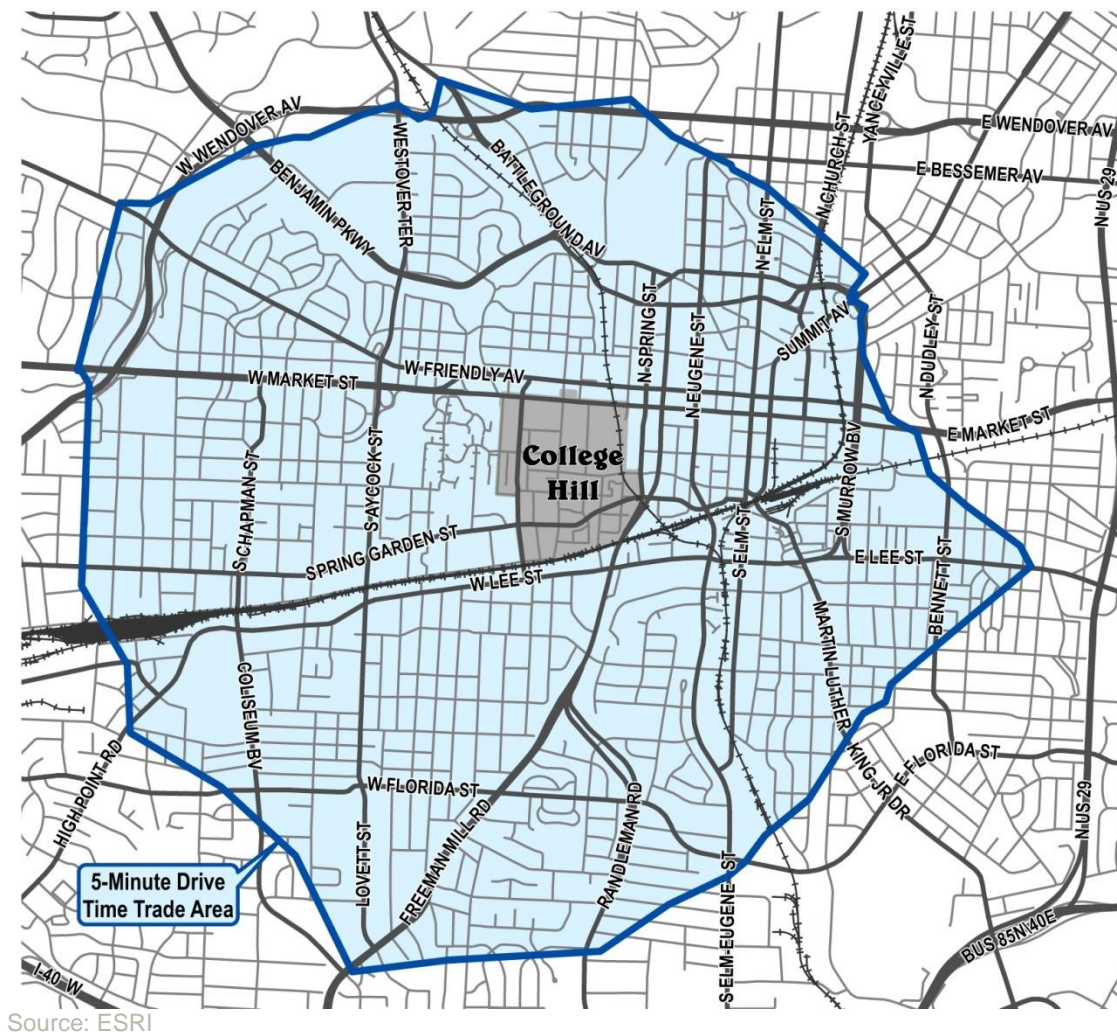 YANCEYVILLE ST
W WENDOVER AV
E WENDOVER AV
WESTOVER TER
BATTLEGROUND AV
N CHURCH ST
E BESSEMER AV
N US 29
BENJAMIN PKWY
N ELM ST
N SPRING ST
N EUGENE ST
SUMMIT AV
N DUDLEY ST
W FRIENDLY AV
W MARKET ST
E MARKET ST
College
Hill
S CHAPMAN ST
S AYCOCK ST
S MURROW BV
SPRING GARDEN ST
S ELM ST
W LEE ST
E LEE ST
BENNETT ST
MARTIN LUTHER KING JR DR
COLISEUM BV
HIGH POINT RD
W FLORIDA ST
E FLORIDA ST
N US 29
LOVETT ST
FREEMAN MILL RD
RANDLEMAN RD
5-Minute Drive
Time Trade Area
S ELM-EUGENE ST
BUS 85N\40E
I-40 W
Source: ESRI